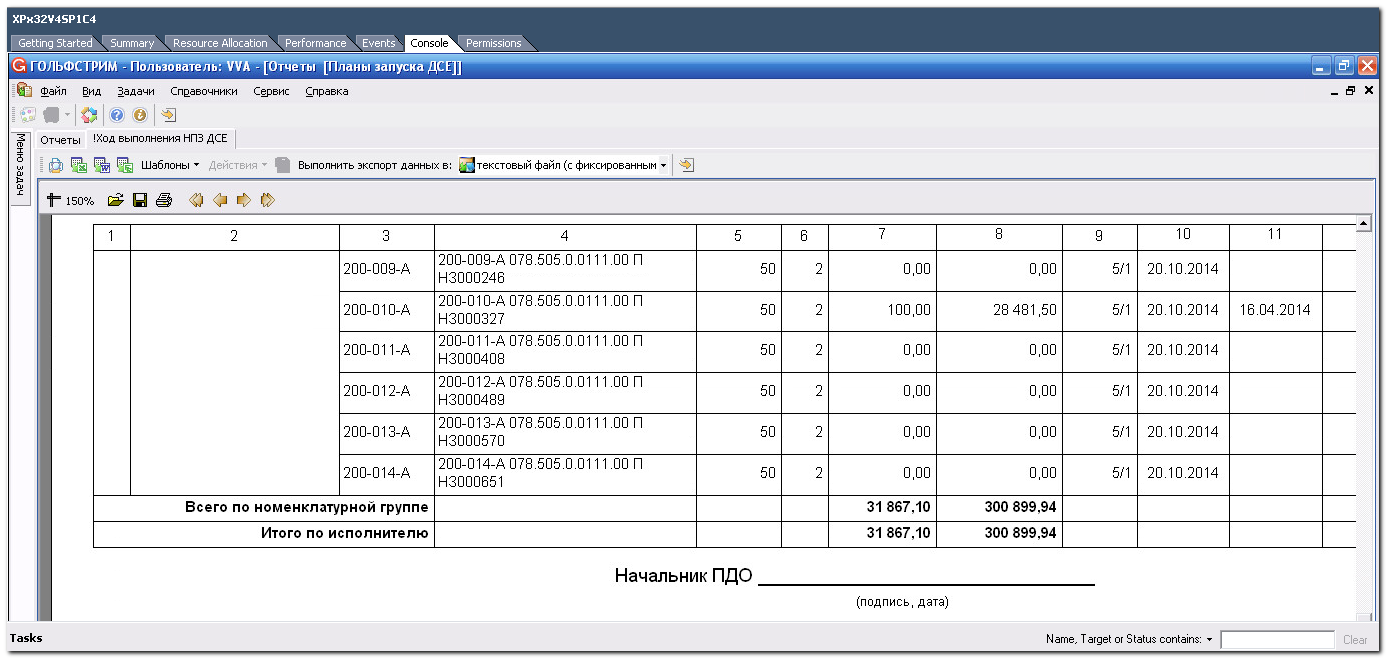 XPx32V4SP1C4
Getting Started Summary Resource Allocation Performance Events Console Permissions
ГОЛЬФСТРИМ - Пользователь: VVA - [Отчеты [Планы запуска ДСЕ]]
Файл Вид Задачи Справочники Сервис Справка
Меню задач
Отчеты !Ход выполнения НПЗ ДСЕ
Шаблоны Действия Выполнить экспорт данных в: текстовый файл (с фиксированным
150%
1 2 3 4 5 6 7 8 9 10 11
200-009-А 200-009-А 078.505.0.0111.00 П 50 2 0,00 0,00 5/1 20.10.2014
НЗ000246
200-010-А 200-010-А 078.505.0.0111.00 П 50 2 100,00 28 481,50 5/1 20.10.2014 16.04.2014
НЗ000327
200-011-А 200-011-А 078.505.0.0111.00 П 50 2 0,00 0,00 5/1 20.10.2014
НЗ000408
200-012-А 200-012-А 078.505.0.0111.00 П 50 2 0,00 0,00 5/1 20.10.2014
НЗ000489
200-013-А 200-013-А 078.505.0.0111.00 П 50 2 0,00 0,00 5/1 20.10.2014
НЗ000570
200-014-А 200-014-А 078.505.0.0111.00 П 50 2 0,00 0,00 5/1 20.10.2014
НЗ000651
Всего по номенклатурной группе 31 867,10 300 899,94
Итого по исполнителю 31 867,10 300 899,94
Начальник ПДО
(подпись, дата)
Tasks Name, Target or Status contains: Clear